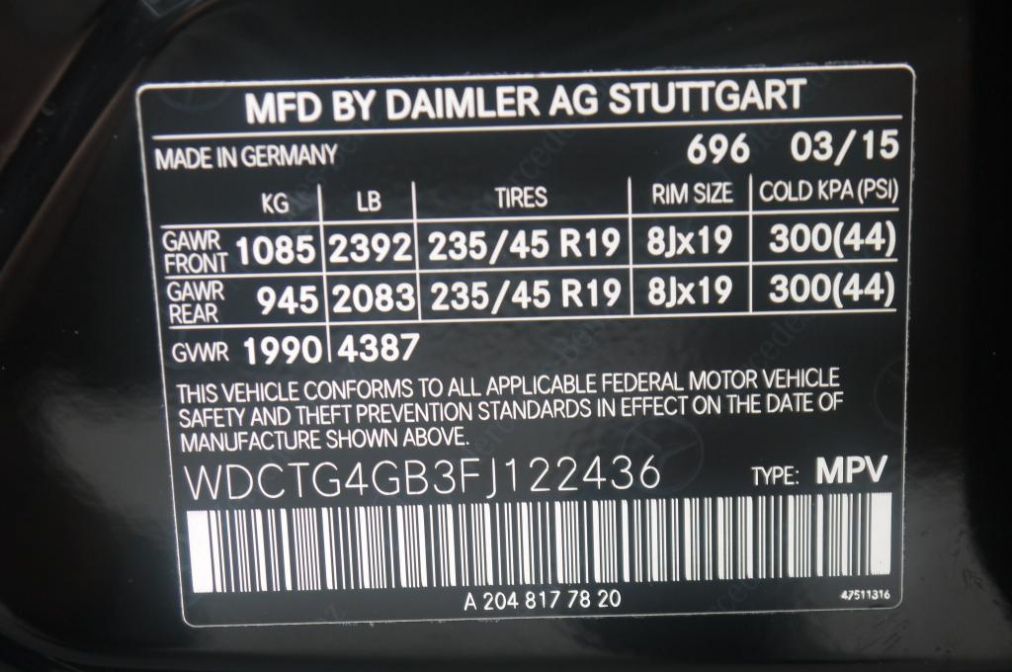 MFD BY DAIMLER AG STUTTGART
MADE IN GERMANY 696 03/15
KG LB TIRES RIM SIZE COLD KPA (PSI)
GAWR FRONT 1085 2392 235/45 R19 8Jx19 300(44)
GAWR REAR 945 2083 235/45 R19 8Jx19 300(44)
GVWR 1990 4387
THIS VEHICLE CONFORMS TO ALL APPLICABLE FEDERAL MOTOR VEHICLE
SAFETY AND THEFT PREVENTION STANDARDS IN EFFECT ON THE DATE OF
MANUFACTURE SHOWN ABOVE.
WDCTG4GB3FJ122436 TYPE: MPV
A 204 817 78 20 47511316